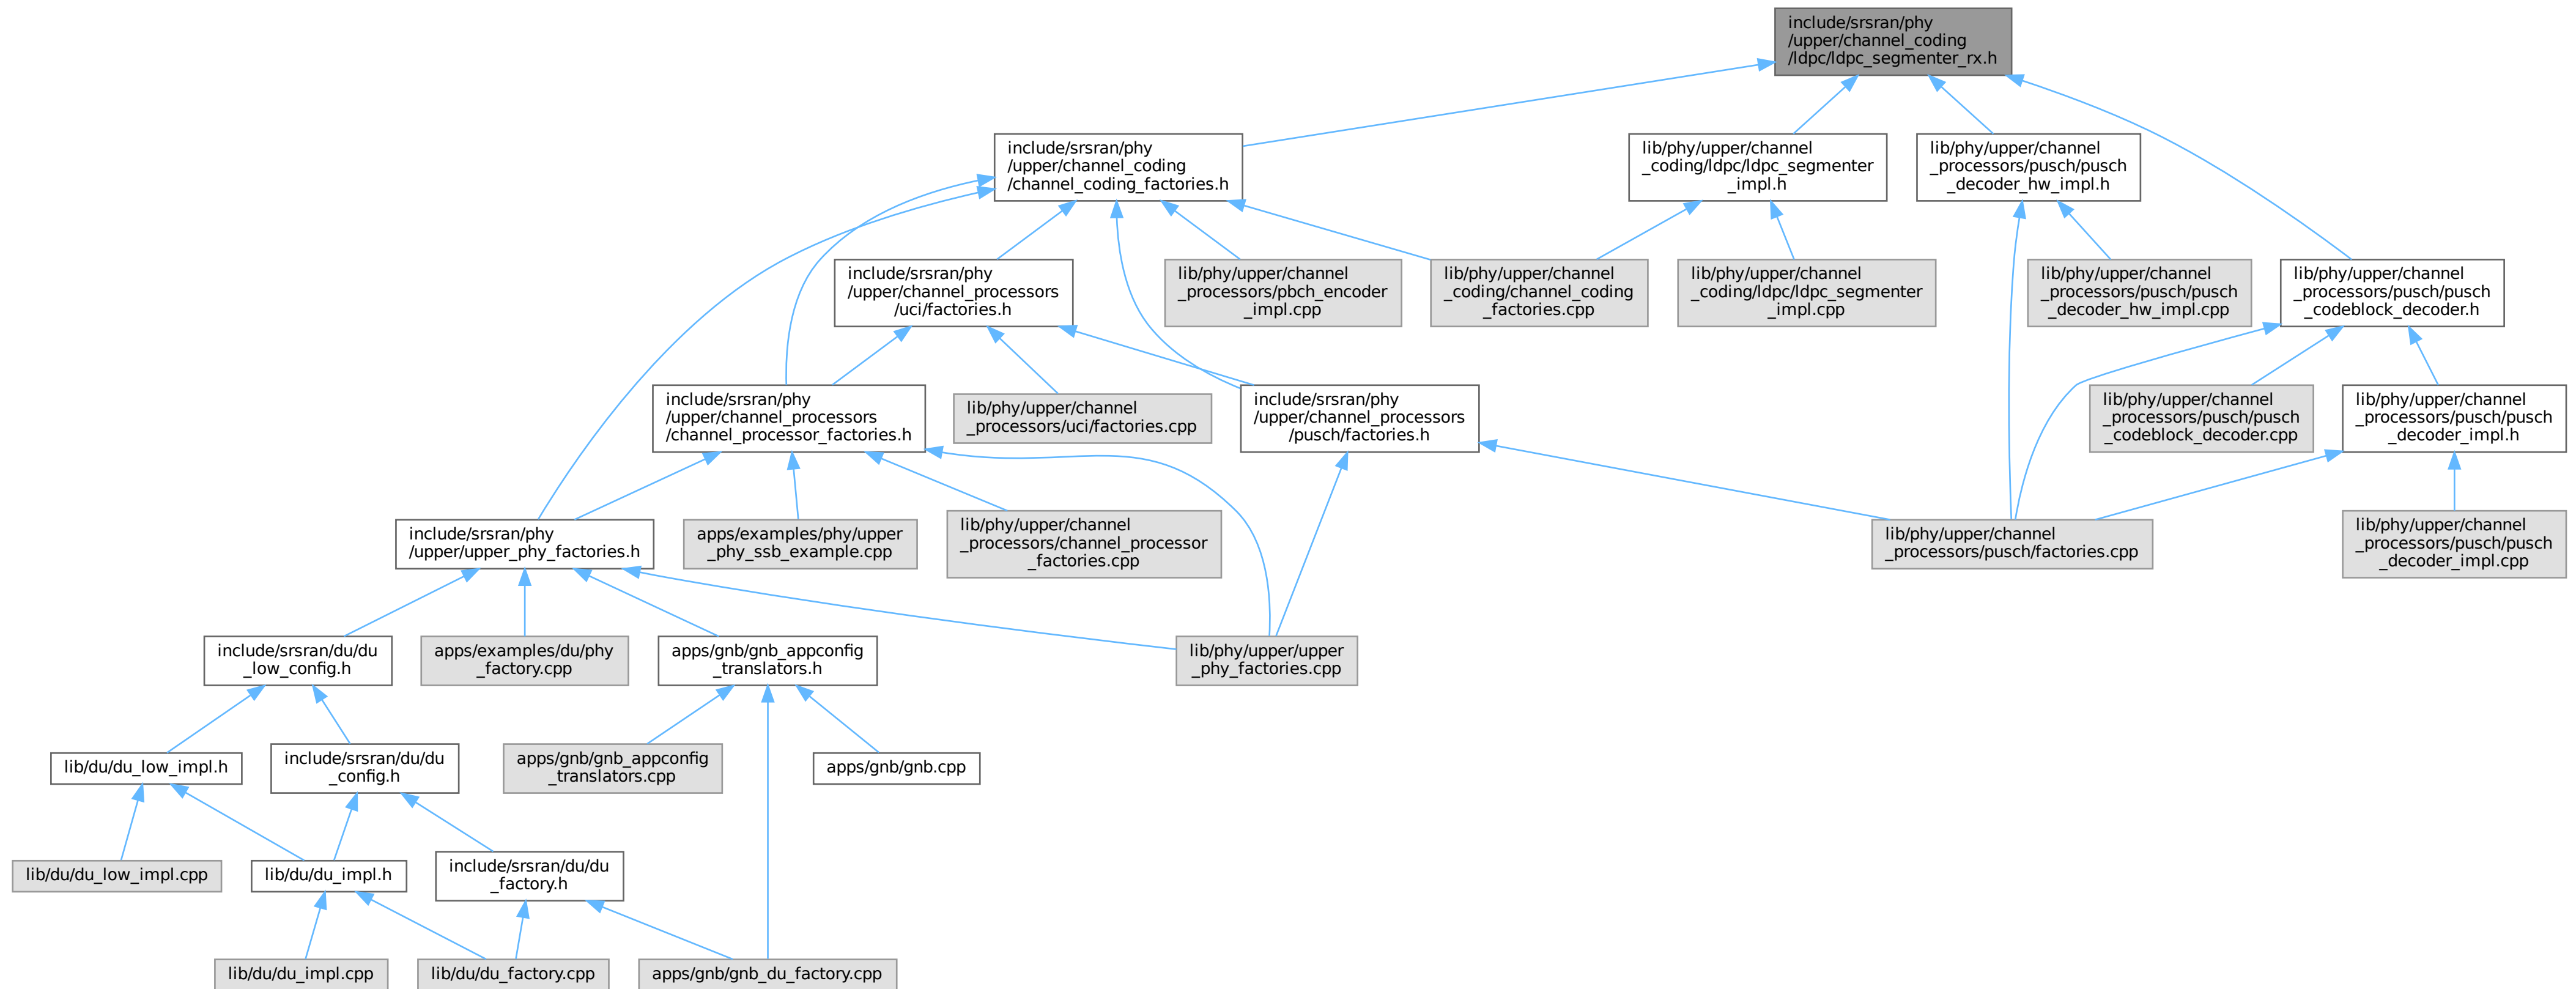 include/srsran/phy
/upper/channel_coding
/ldpc/ldpc_segmenter_rx.h
include/srsran/phy
/upper/channel_coding
/channel_coding_factories.h
lib/phy/upper/channel
_coding/ldpc/ldpc_segmenter
_impl.h
lib/phy/upper/channel
_processors/pusch/pusch
_decoder_hw_impl.h
include/srsran/phy
/upper/channel_processors
/uci/factories.h
lib/phy/upper/channel
_processors/pbch_encoder
_impl.cpp
lib/phy/upper/channel
_coding/channel_coding
_factories.cpp
lib/phy/upper/channel
_coding/ldpc/ldpc_segmenter
_impl.cpp
lib/phy/upper/channel
_processors/pusch/pusch
_decoder_hw_impl.cpp
lib/phy/upper/channel
_processors/pusch/pusch
_codeblock_decoder.h
include/srsran/phy
/upper/channel_processors
/channel_processor_factories.h
lib/phy/upper/channel
_processors/uci/factories.cpp
include/srsran/phy
/upper/channel_processors
/pusch/factories.h
lib/phy/upper/channel
_processors/pusch/pusch
_codeblock_decoder.cpp
lib/phy/upper/channel
_processors/pusch/pusch
_decoder_impl.h
include/srsran/phy
/upper/upper_phy_factories.h
apps/examples/phy/upper
_phy_ssb_example.cpp
lib/phy/upper/channel
_processors/channel_processor
_factories.cpp
lib/phy/upper/channel
_processors/pusch/factories.cpp
lib/phy/upper/channel
_processors/pusch/pusch
_decoder_impl.cpp
include/srsran/du/du
_low_config.h
apps/examples/du/phy
_factory.cpp
apps/gnb/gnb_appconfig
_translators.h
lib/phy/upper/upper
_phy_factories.cpp
lib/du/du_low_impl.h
include/srsran/du/du
_config.h
apps/gnb/gnb_appconfig
_translators.cpp
apps/gnb/gnb.cpp
lib/du/du_low_impl.cpp
lib/du/du_impl.h
include/srsran/du/du
_factory.h
lib/du/du_impl.cpp
lib/du/du_factory.cpp
apps/gnb/gnb_du_factory.cpp